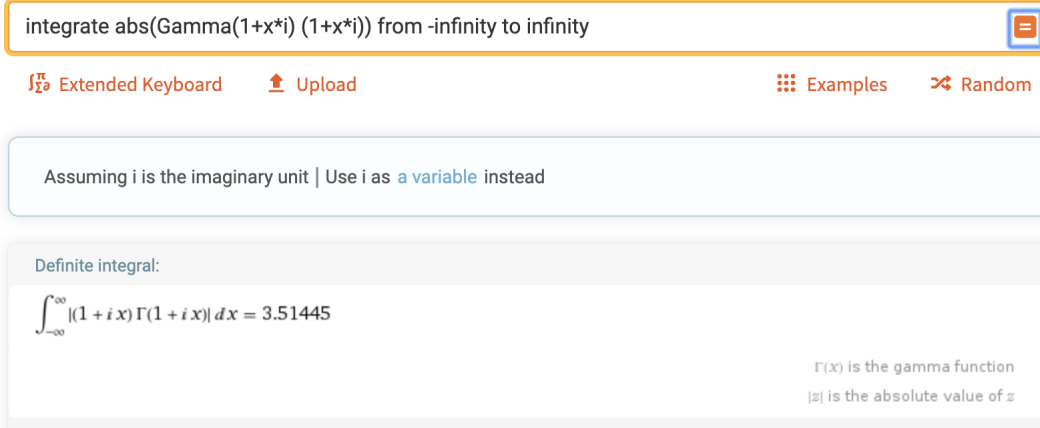 integrate abs(Gamma(1+x*i) (1+x*i)) from -infinity to infinity
=
Extended Keyboard Upload Examples Random
Assuming i is the imaginary unit | Use i as a variable instead
Definite integral:
∫_{-∞}^{∞} |(1 + i x) Γ(1 + i x)| d x = 3.51445
Γ(x) is the gamma function
|z| is the absolute value of z